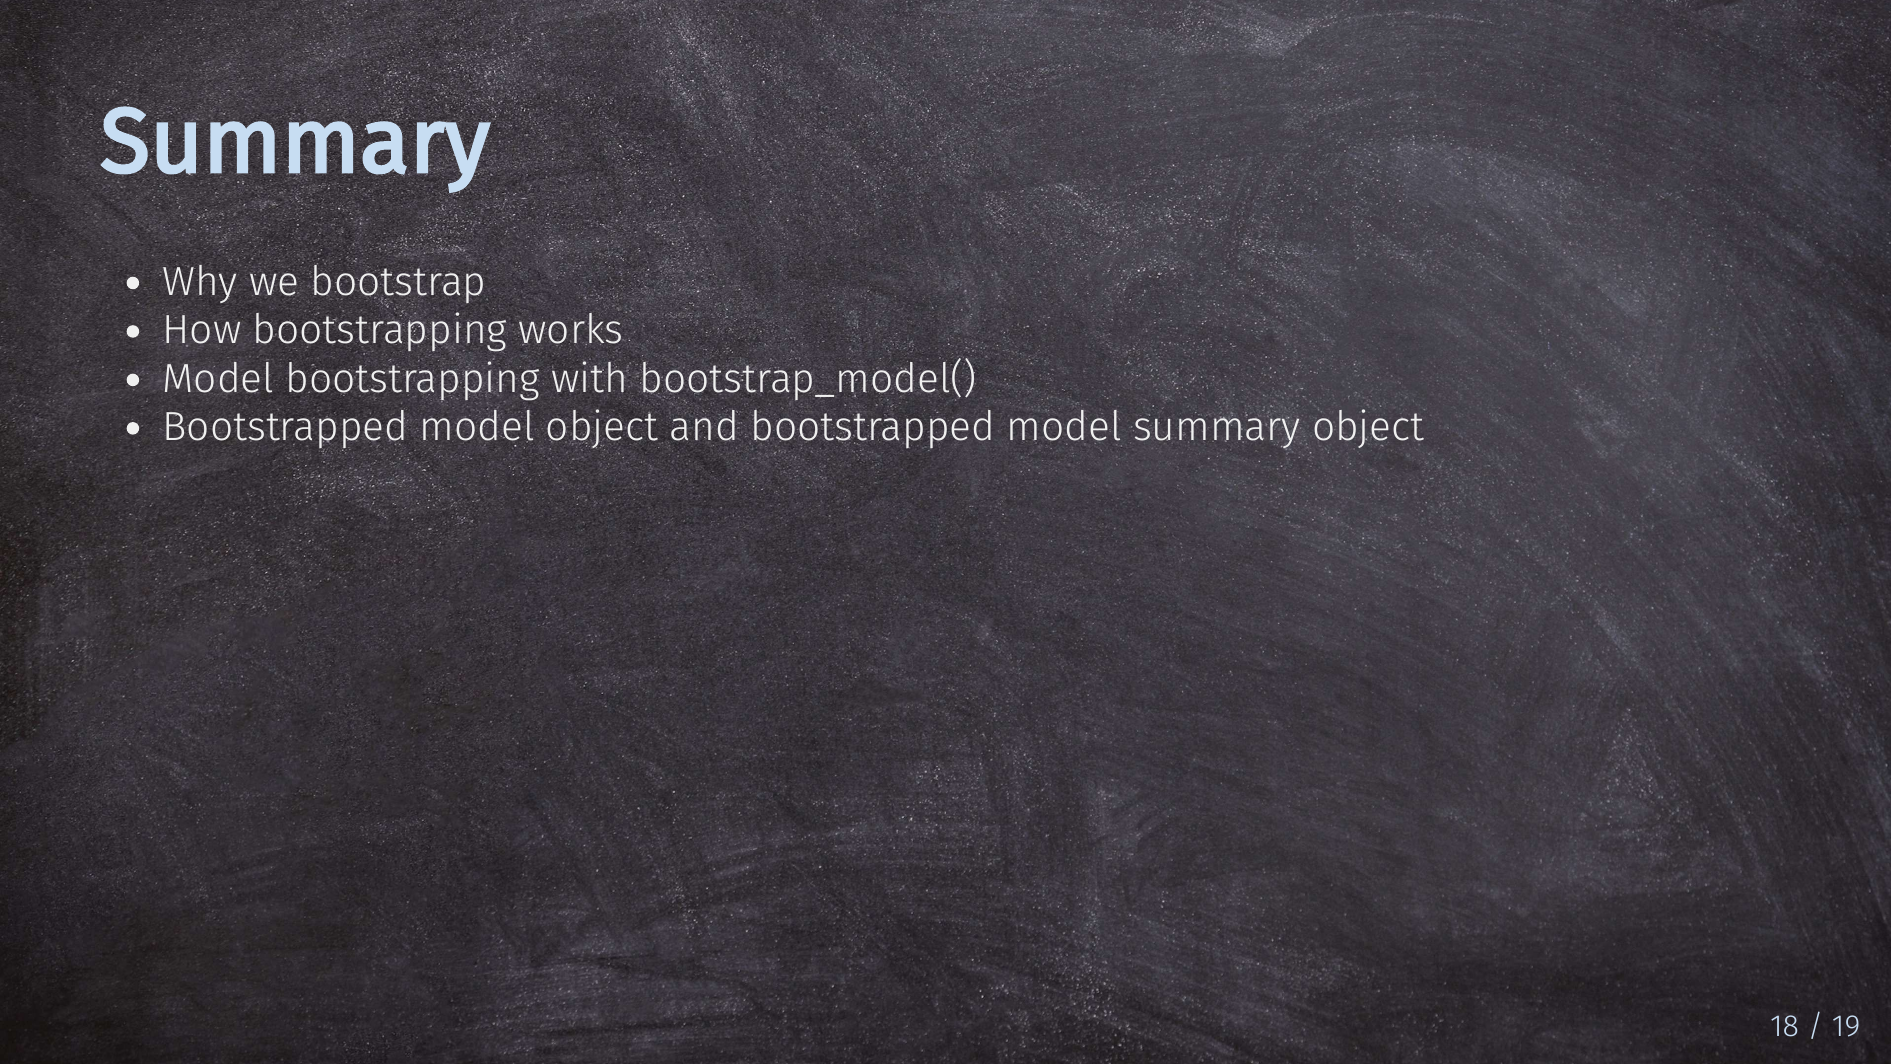 Summary
• Why we bootstrap
• How bootstrapping works
• Model bootstrapping with bootstrap_model()
• Bootstrapped model object and bootstrapped model summary object
18 / 19